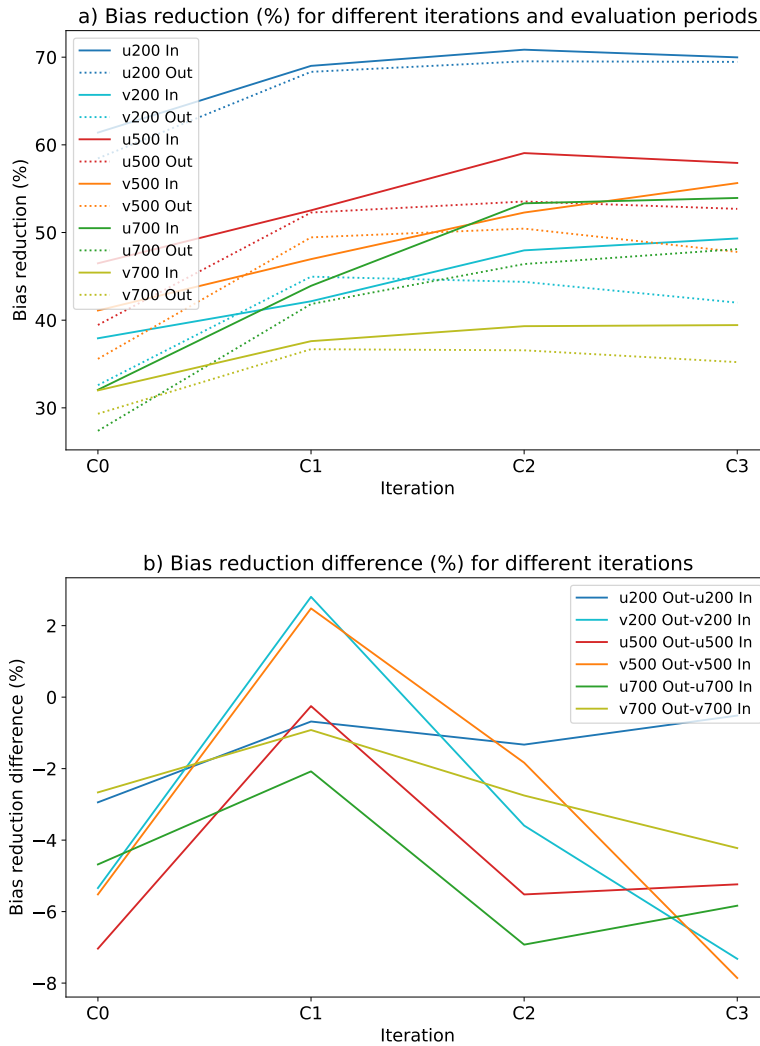 a) Bias reduction (%) for different iterations and evaluation periods
70
60
50
40
30
Bias reduction (%)
u200 In
u200 Out
v200 In
v200 Out
u500 In
u500 Out
v500 In
v500 Out
u700 In
u700 Out
v700 In
v700 Out
C0 C1 C2 C3
Iteration
b) Bias reduction difference (%) for different iterations
2
0
−2
−4
−6
−8
Bias reduction difference (%)
u200 Out-u200 In
v200 Out-v200 In
u500 Out-u500 In
v500 Out-v500 In
u700 Out-u700 In
v700 Out-v700 In
C0 C1 C2 C3
Iteration